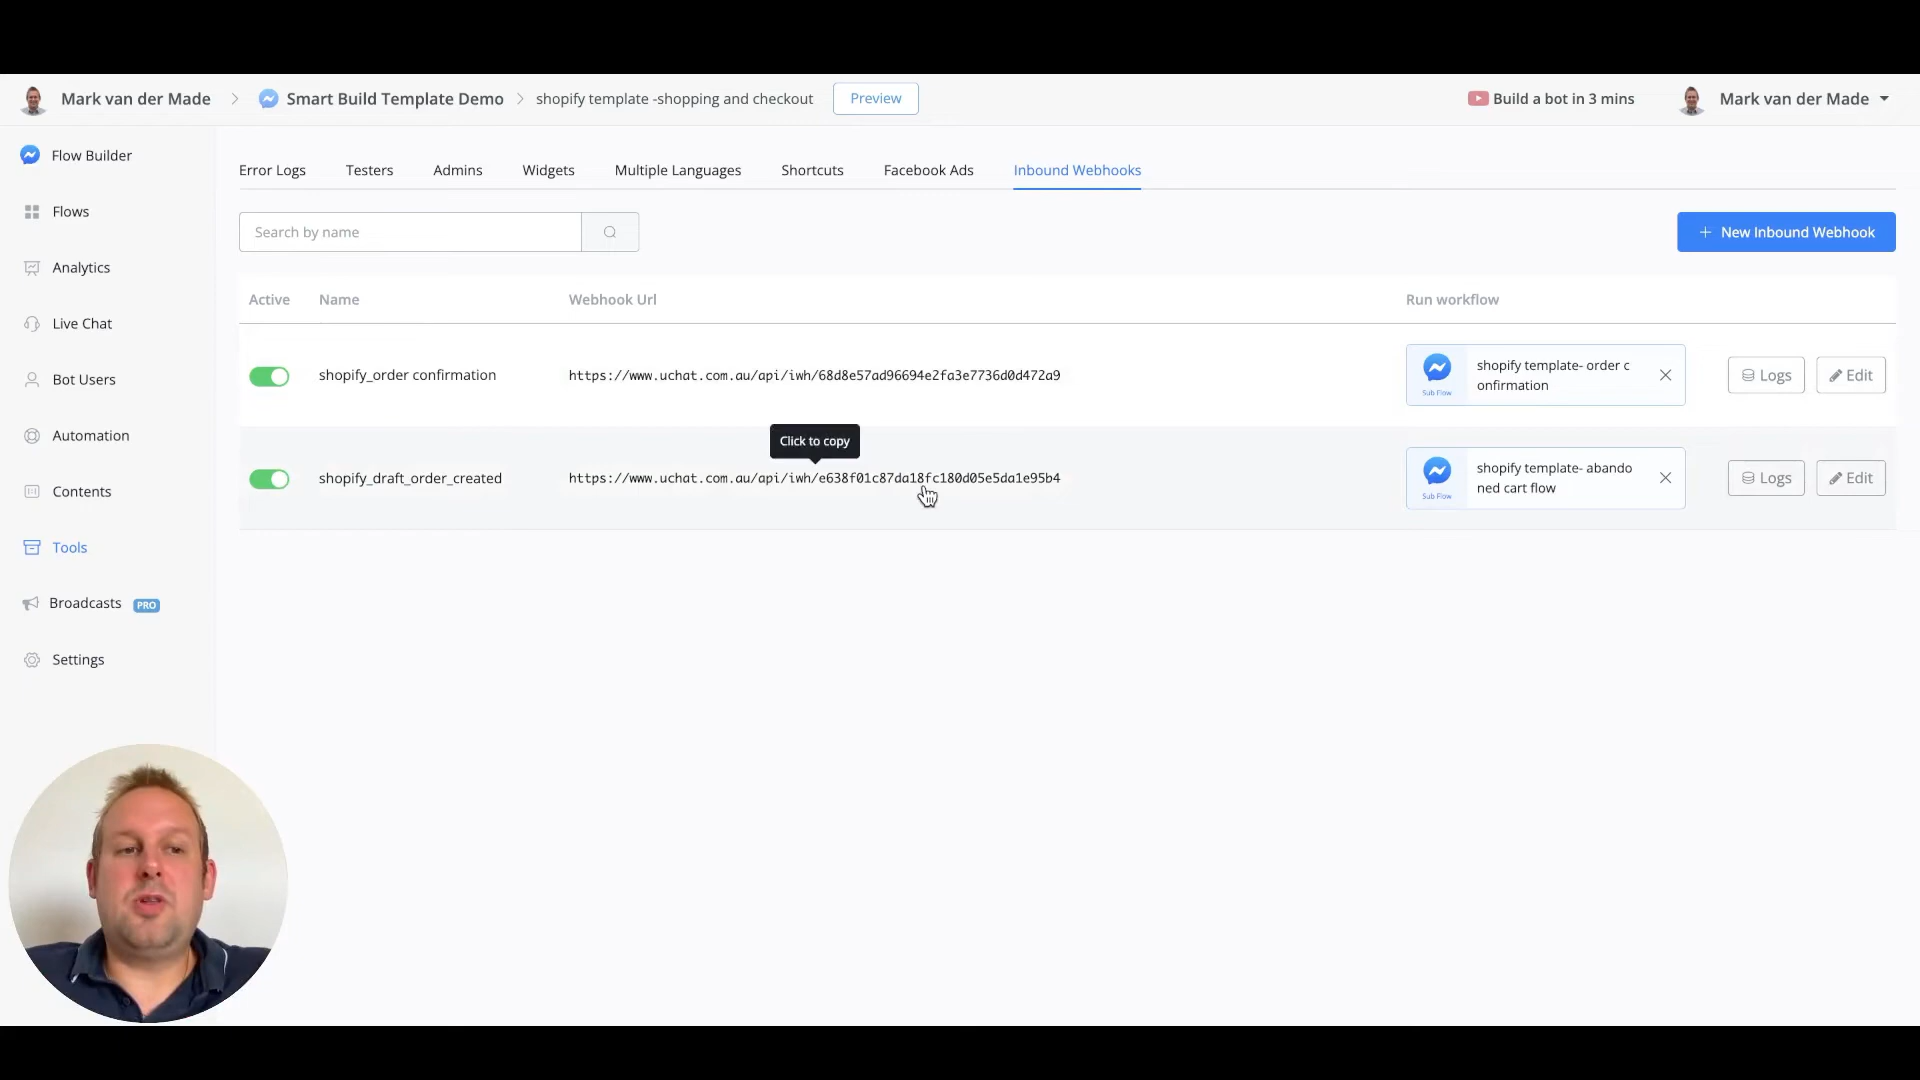 Mark van der Made > Smart Build Template Demo > shopify template -shopping and checkout Preview Build a bot in 3 mins Mark van der Made
Flow Builder
Flows
Analytics
Live Chat
Bot Users
Automation
Contents
Tools
Broadcasts PRO
Settings
Error Logs Testers Admins Widgets Multiple Languages Shortcuts Facebook Ads Inbound Webhooks
Search by name + New Inbound Webhook
Active Name Webhook Url Run workflow
shopify_order confirmation https://www.uchat.com.au/api/iwh/68d8e57ad96694e2fa3e7736d0d472a9 Sub Flow shopify template- order c
onfirmation Logs Edit
Click to copy
shopify_draft_order_created https://www.uchat.com.au/api/iwh/e638f01c87da18fc180d05e5da1e95b4 Sub Flow shopify template- abando
ned cart flow Logs Edit